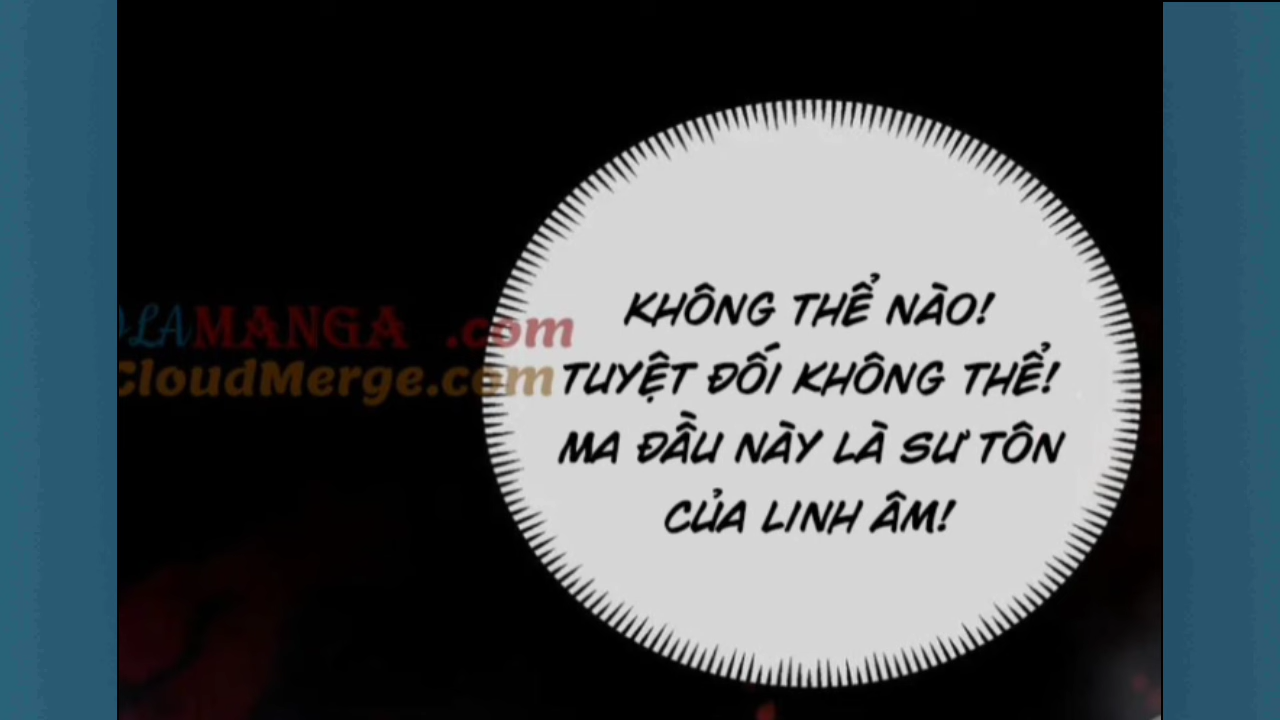 OLAMANGA .com
CloudMerge.com
KHÔNG THỂ NÀO!
TUYỆT ĐỐI KHÔNG THỂ!
MA ĐẦU NÀY LÀ SƯ TÔN
CỦA LINH ÂM!